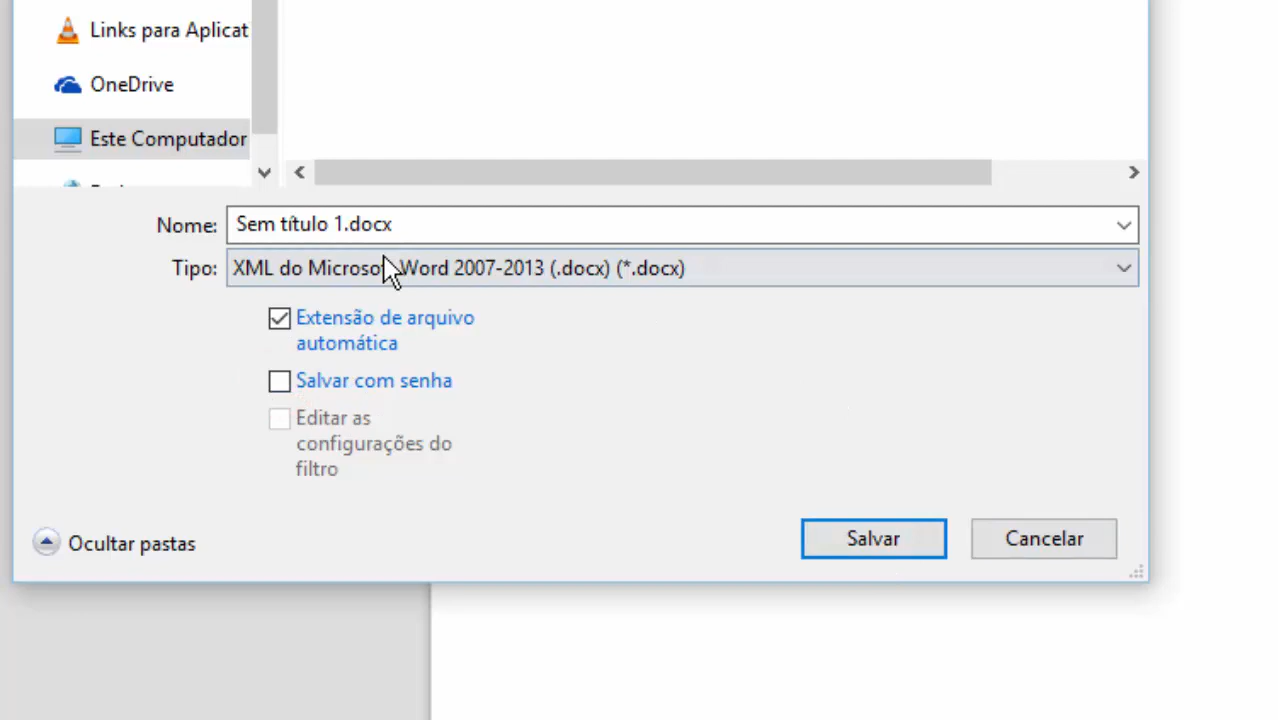 Links para Aplicat
OneDrive
Este Computador
Nome: Sem título 1.docx
Tipo: XML do Microsoft Word 2007-2013 (.docx) (*.docx)
Extensão de arquivo
automática
Salvar com senha
Editar as
configurações do
filtro
Ocultar pastas
Salvar
Cancelar